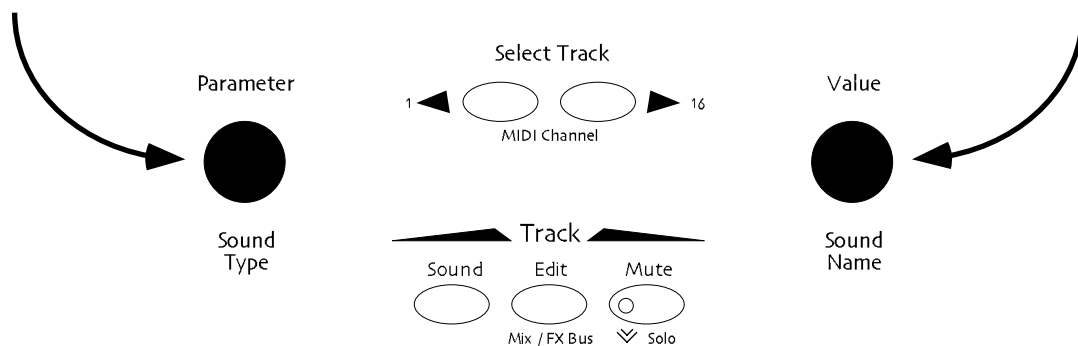 Select Track
Parameter
Value
1
16
MIDI Channel
Sound
Type
Track
Sound
Name
Sound Edit Mute
Mix / FX Bus Solo